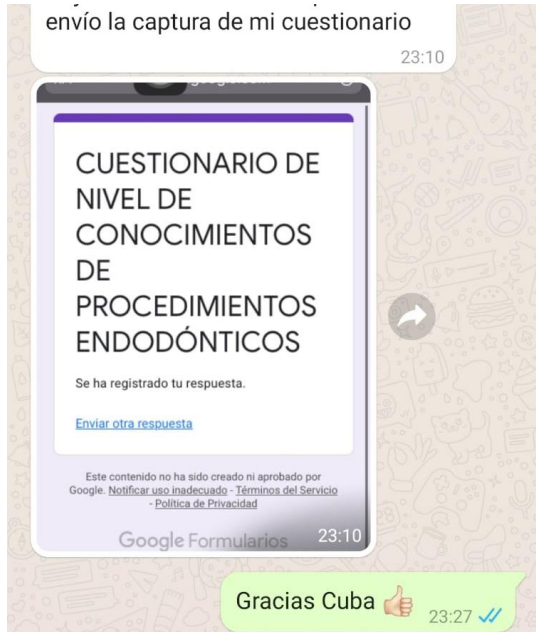 envío la captura de mi cuestionario
23:10
CUESTIONARIO DE
NIVEL DE
CONOCIMIENTOS
DE
PROCEDIMIENTOS
ENDODÓNTICOS
Se ha registrado tu respuesta.
Enviar otra respuesta
Este contenido no ha sido creado ni aprobado por
Google. Notificar uso inadecuado - Términos del Servicio
- Política de Privacidad
Google Formularios
23:10
Gracias Cuba 👍🏻
23:27